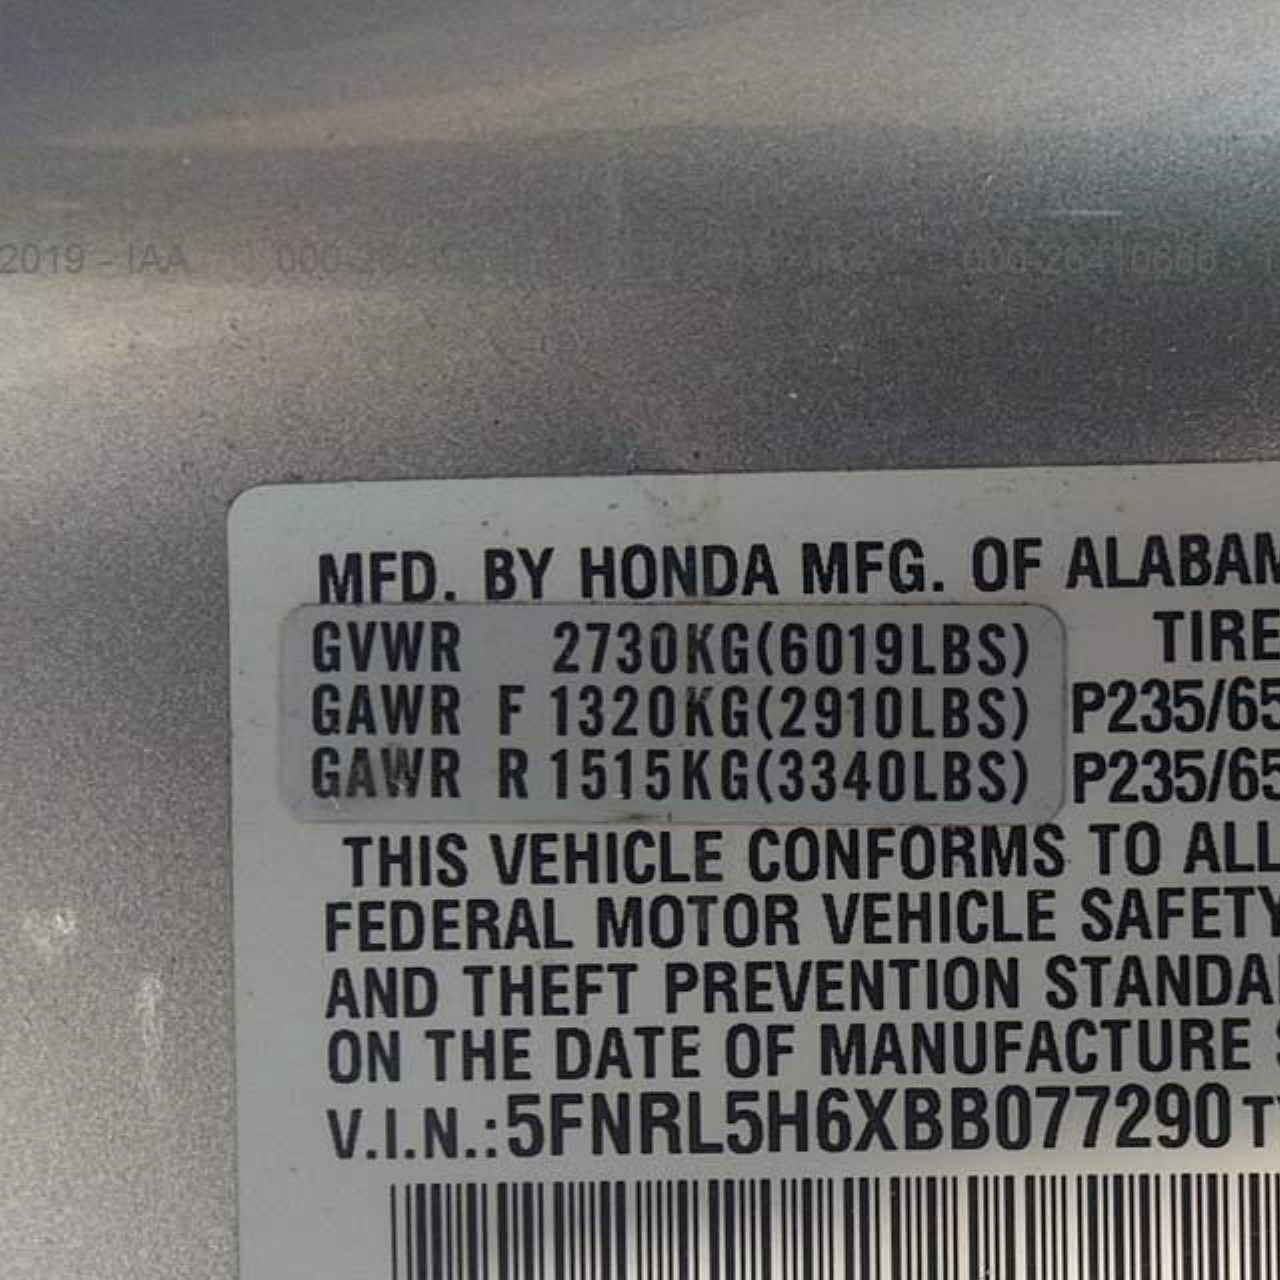 2019 - IAA
MFD. BY HONDA MFG. OF ALABAM
GVWR 2730KG(6019LBS)
TIRE
GAWR F 1320KG(2910LBS) P235/65
GAWR R 1515KG(3340LBS) P235/65
THIS VEHICLE CONFORMS TO ALL
FEDERAL MOTOR VEHICLE SAFETY
AND THEFT PREVENTION STANDA
ON THE DATE OF MANUFACTURE
V.I.N.:5FNRL5H6XBB077290 TY